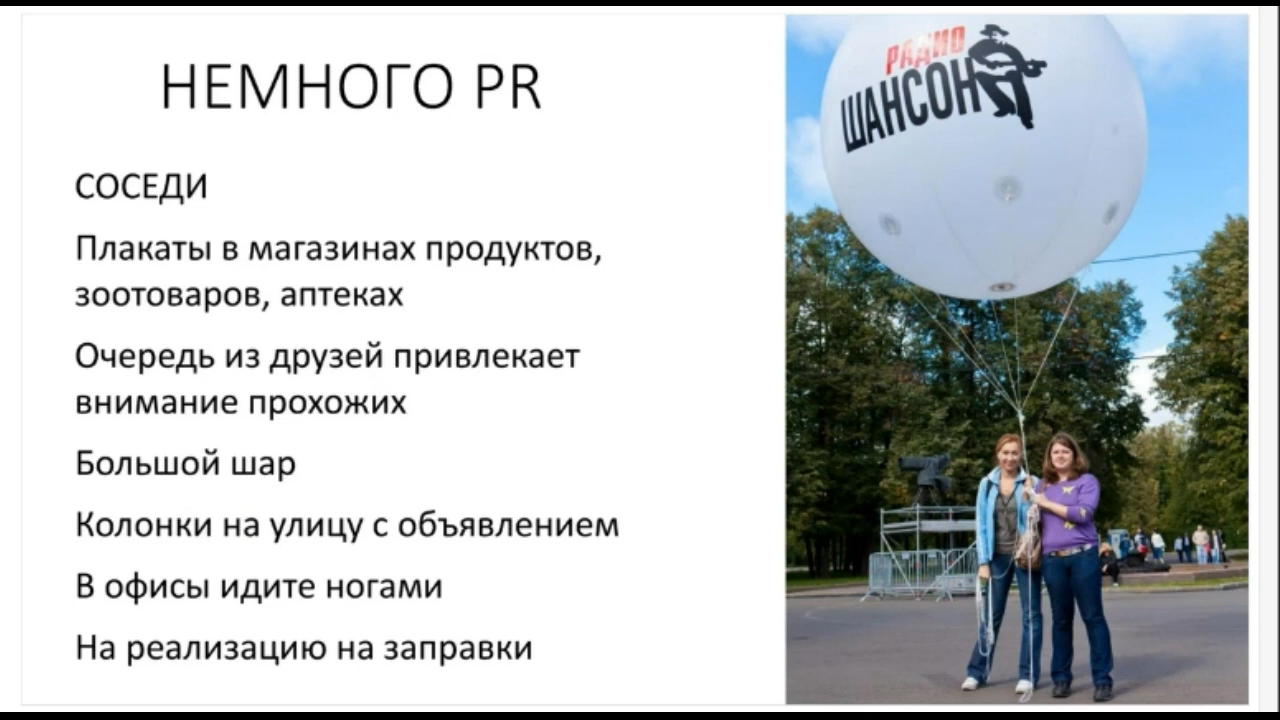 НЕМНОГО PR
СОСЕДИ
Плакаты в магазинах продуктов,
зоотоваров, аптеках
Очередь из друзей привлекает
внимание прохожих
Большой шар
Колонки на улицу с объявлением
В офисы идите ногами
На реализацию на заправки
РАДИО
ШАНСОН